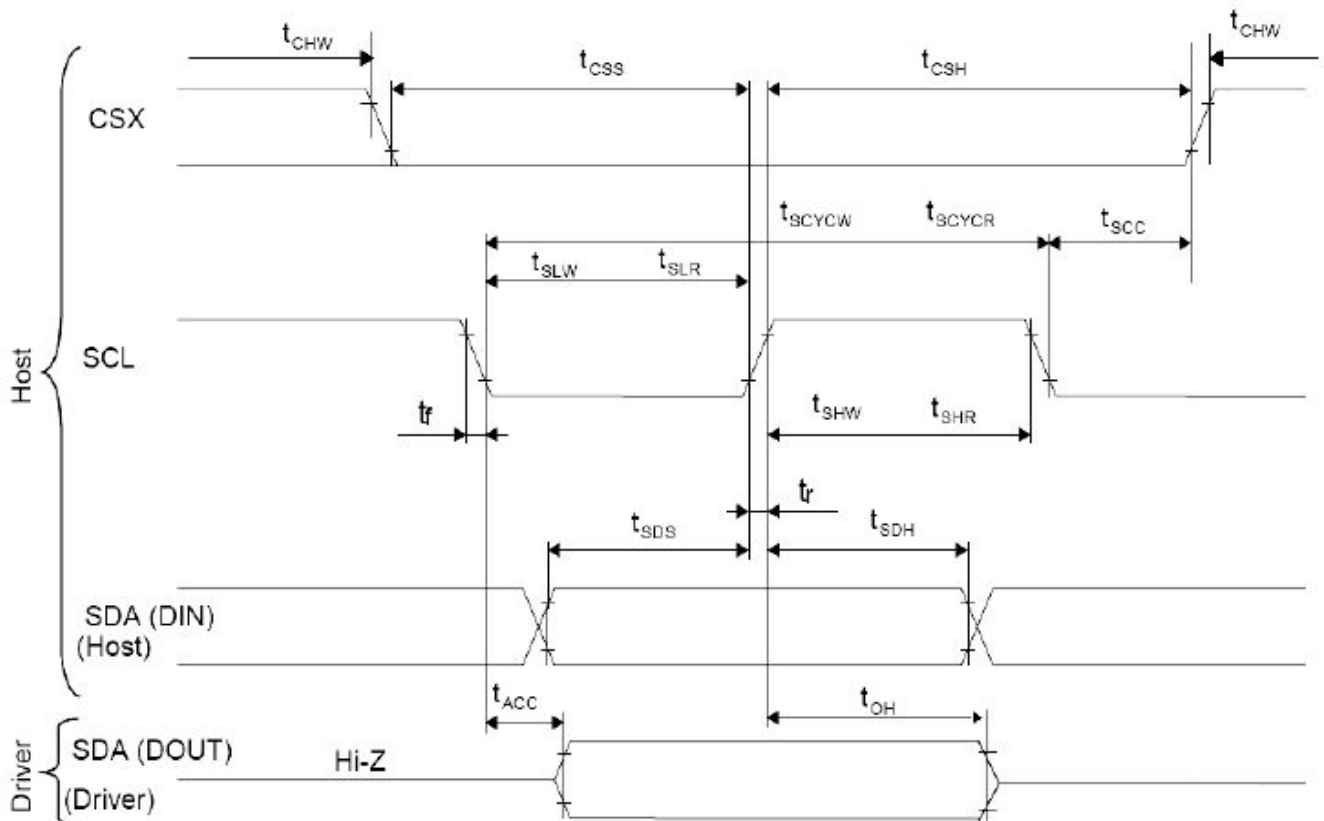 tCHW
tCHW
tCSS
tCSH
CSX
tSCYCW
tSCYCR
tSCC
tSLW
tSLR
Host
SCL
tf
tSHW
tSHR
tr
tSDS
tSDH
SDA (DIN)
(Host)
tACC
tOH
Driver
SDA (DOUT)
Hi-Z
(Driver)